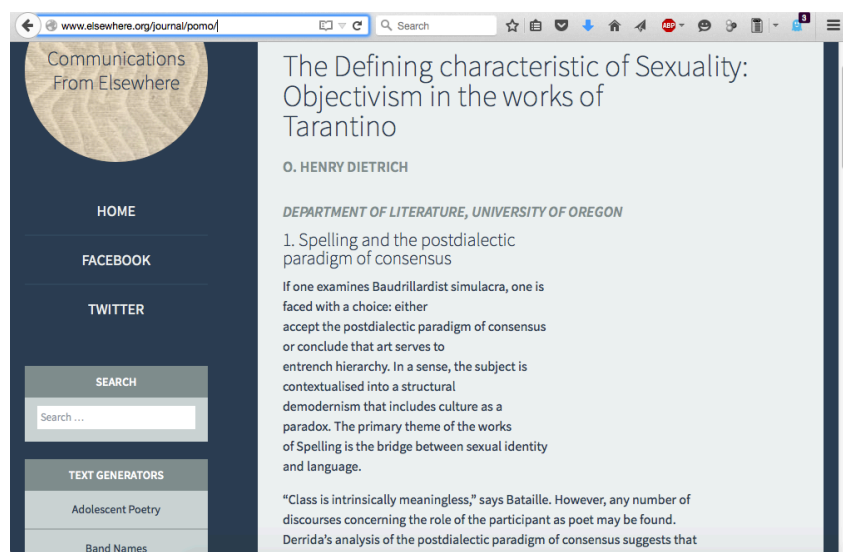 www.elsewhere.org/journal/pomo/
Search
ABP
3
Communications
From Elsewhere
HOME
FACEBOOK
TWITTER
SEARCH
Search ...
TEXT GENERATORS
Adolescent Poetry
Band Names
The Defining characteristic of Sexuality:
Objectivism in the works of
Tarantino
O. HENRY DIETRICH
DEPARTMENT OF LITERATURE, UNIVERSITY OF OREGON
1. Spelling and the postdialectic
paradigm of consensus
If one examines Baudrillardist simulacra, one is
faced with a choice: either
accept the postdialectic paradigm of consensus
or conclude that art serves to
entrench hierarchy. In a sense, the subject is
contextualised into a structural
demodernism that includes culture as a
paradox. The primary theme of the works
of Spelling is the bridge between sexual identity
and language.
“Class is intrinsically meaningless,” says Bataille. However, any number of
discourses concerning the role of the participant as poet may be found.
Derrida’s analysis of the postdialectic paradigm of consensus suggests that